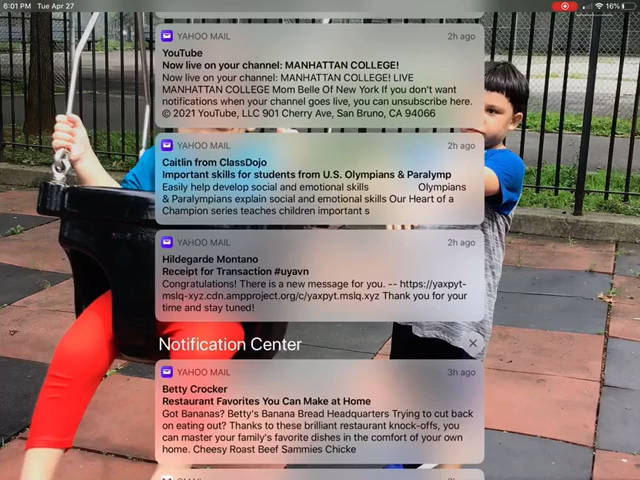 6:01 PM Tue Apr 27
16%
YAHOO MAIL 2h ago
YouTube
Now live on your channel: MANHATTAN COLLEGE!
Now live on your channel: MANHATTAN COLLEGE! LIVE
MANHATTAN COLLEGE Mom Belle Of New York If you don't want
notifications when your channel goes live, you can unsubscribe here.
© 2021 YouTube, LLC 901 Cherry Ave, San Bruno, CA 94066
YAHOO MAIL 2h ago
Caitlin from ClassDojo
Important skills for students from U.S. Olympians & Paralymp
Easily help develop social and emotional skills Olympians
& Paralympians explain social and emotional skills Our Heart of a
Champion series teaches children important s
YAHOO MAIL 2h ago
Hildegarde Montano
Receipt for Transaction #uyavn
Congratulations! There is a new message for you. -- https://yaxpyt-
mslq-xyz.cdn.ampproject.org/c/yaxpyt.mslq.xyz Thank you for your
time and stay tuned!
Notification Center
YAHOO MAIL 3h ago
Betty Crocker
Restaurant Favorites You Can Make at Home
Got Bananas? Betty's Banana Bread Headquarters Trying to cut back
on eating out? Thanks to these brilliant restaurant knock-offs, you
can master your family's favorite dishes in the comfort of your own
home. Cheesy Roast Beef Sammies Chicke